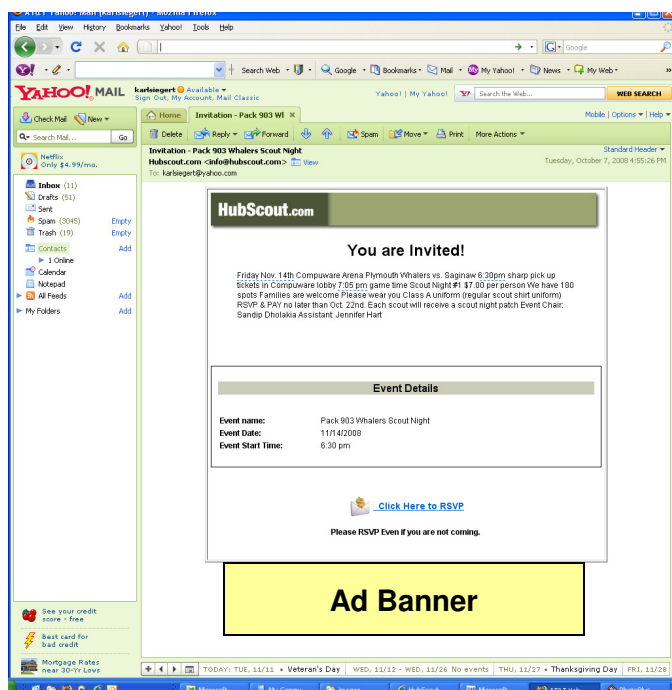 AT&T Yahoo! Mail (karlsiegert) - Mozilla Firefox
File Edit View History Bookmarks Yahoo! Tools Help
G Google
Y! Search Web Google Bookmarks Mail My Yahoo! News My Web »
YAHOO! MAIL karlsiegert Available
Sign Out, My Account, Mail Classic
Yahoo! | My Yahoo! Y! Search the Web... WEB SEARCH
Check Mail New
Home Invitation - Pack 903 Wl × Mobile | Options | Help
Search Mail... Go
Delete Reply Forward Spam Move Print More Actions
Netflix
Only $4.99/mo.
Invitation - Pack 903 Whalers Scout Night Standard Header
Hubscout.com <info@hubscout.com> View Tuesday, October 7, 2008 4:55:26 PM
To: karlsiegert@yahoo.com
Inbox (11)
Drafts (51)
Sent
Spam (3045) Empty
Trash (19) Empty
Contacts Add
1 Online
Calendar
Notepad
All Feeds Add
My Folders Add
HubScout.com
You are Invited!
Friday Nov. 14th Compuware Arena Plymouth Whalers vs. Saginaw 6:30pm sharp pick up
tickets in Compuware lobby 7:05 pm game time Scout Night #1 $7.00 per person We have 180
spots Families are welcome Please wear you Class A uniform (regular scout shirt uniform)
RSVP & PAY no later than Oct. 22nd. Each scout will receive a scout night patch Event Chair:
Sandip Dholakia Assistant: Jennifer Hart
Event Details
Event name: Pack 903 Whalers Scout Night
Event Date: 11/14/2008
Event Start Time: 6:30 pm
Click Here to RSVP
Please RSVP Even if you are not coming.
Ad Banner
See your credit
score - free
Best card for
bad credit
Mortgage Rates
near 30-Yr Lows
TODAY: TUE, 11/11 • Veteran's Day WED, 11/12 - WED, 11/26 No events THU, 11/27 • Thanksgiving Day FRI, 11/28